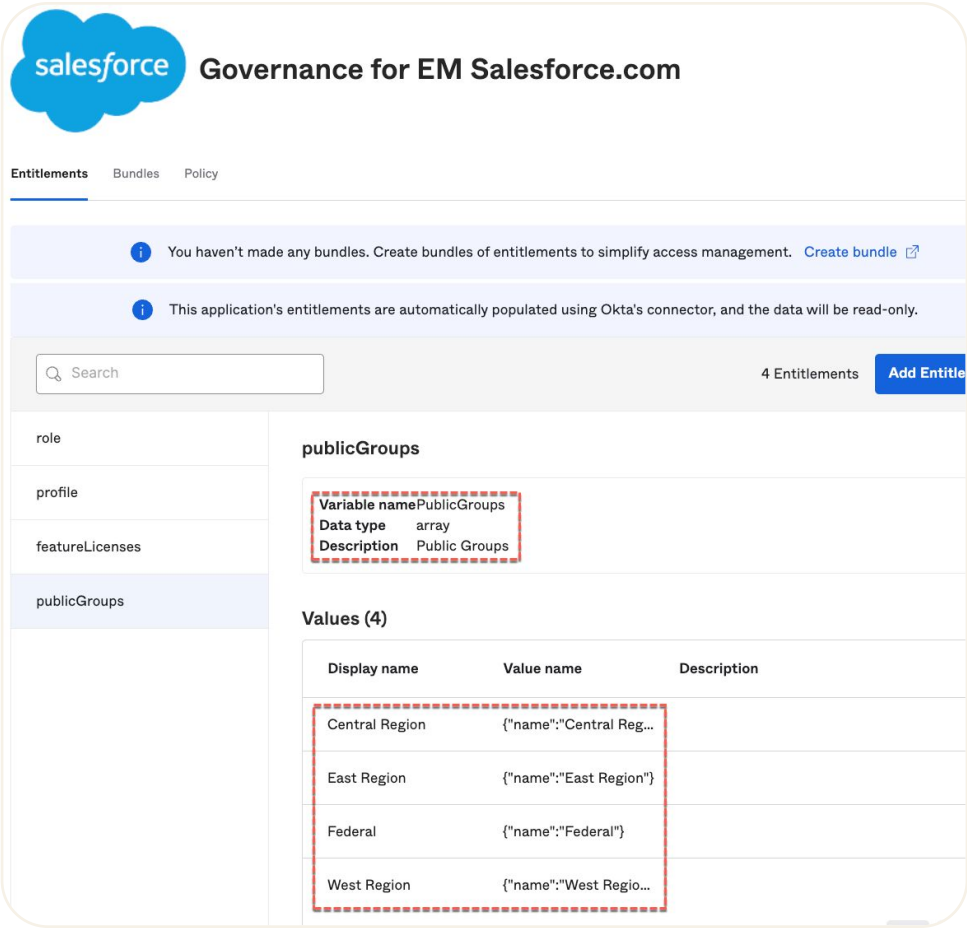 salesforce
Governance for EM Salesforce.com
Entitlements Bundles Policy
You haven't made any bundles. Create bundles of entitlements to simplify access management. Create bundle
This application's entitlements are automatically populated using Okta's connector, and the data will be read-only.
Search 4 Entitlements Add Entitle
role
profile
featureLicenses
publicGroups
publicGroups
Variable name PublicGroups
Data type array
Description Public Groups
Values (4)
Display name Value name Description
Central Region {"name":"Central Reg...
East Region {"name":"East Region"}
Federal {"name":"Federal"}
West Region {"name":"West Regio...